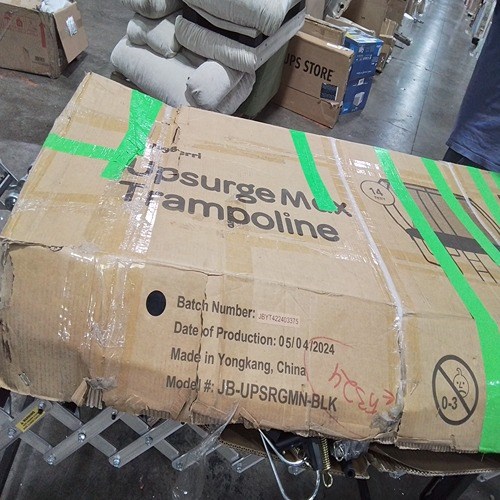 UPS STORE
Upsurge Max
Trampoline
14
Batch Number: JBYT422403375
Date of Production: 05/04/2024
Made in Yongkang, China
Model #: JB-UPSRGMN-BLK
0-3